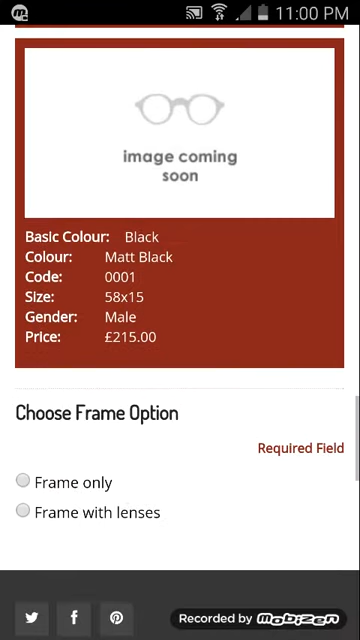 11:00 PM
image coming
soon
Basic Colour: Black
Colour: Matt Black
Code: 0001
Size: 58x15
Gender: Male
Price: £215.00
Choose Frame Option
Required Field
Frame only
Frame with lenses
Recorded by mobizen